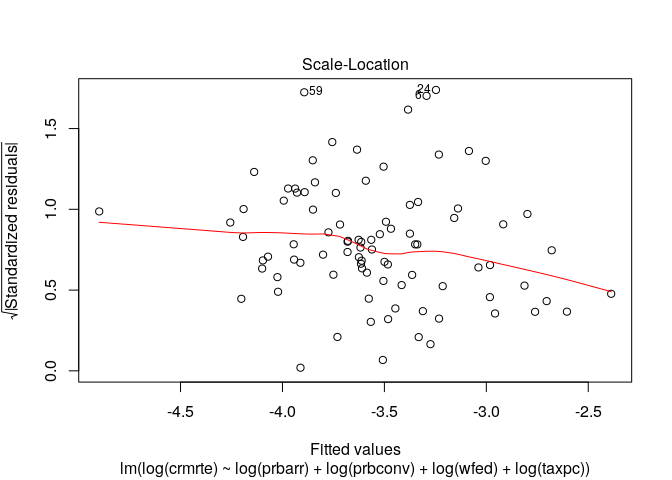 Scale-Location
59
24
6
√|Standardized residuals|
0.0 0.5 1.0 1.5
-4.5 -4.0 -3.5 -3.0 -2.5
Fitted values
lm(log(crmrte) ~ log(prbarr) + log(prbconv) + log(wfed) + log(taxpc))